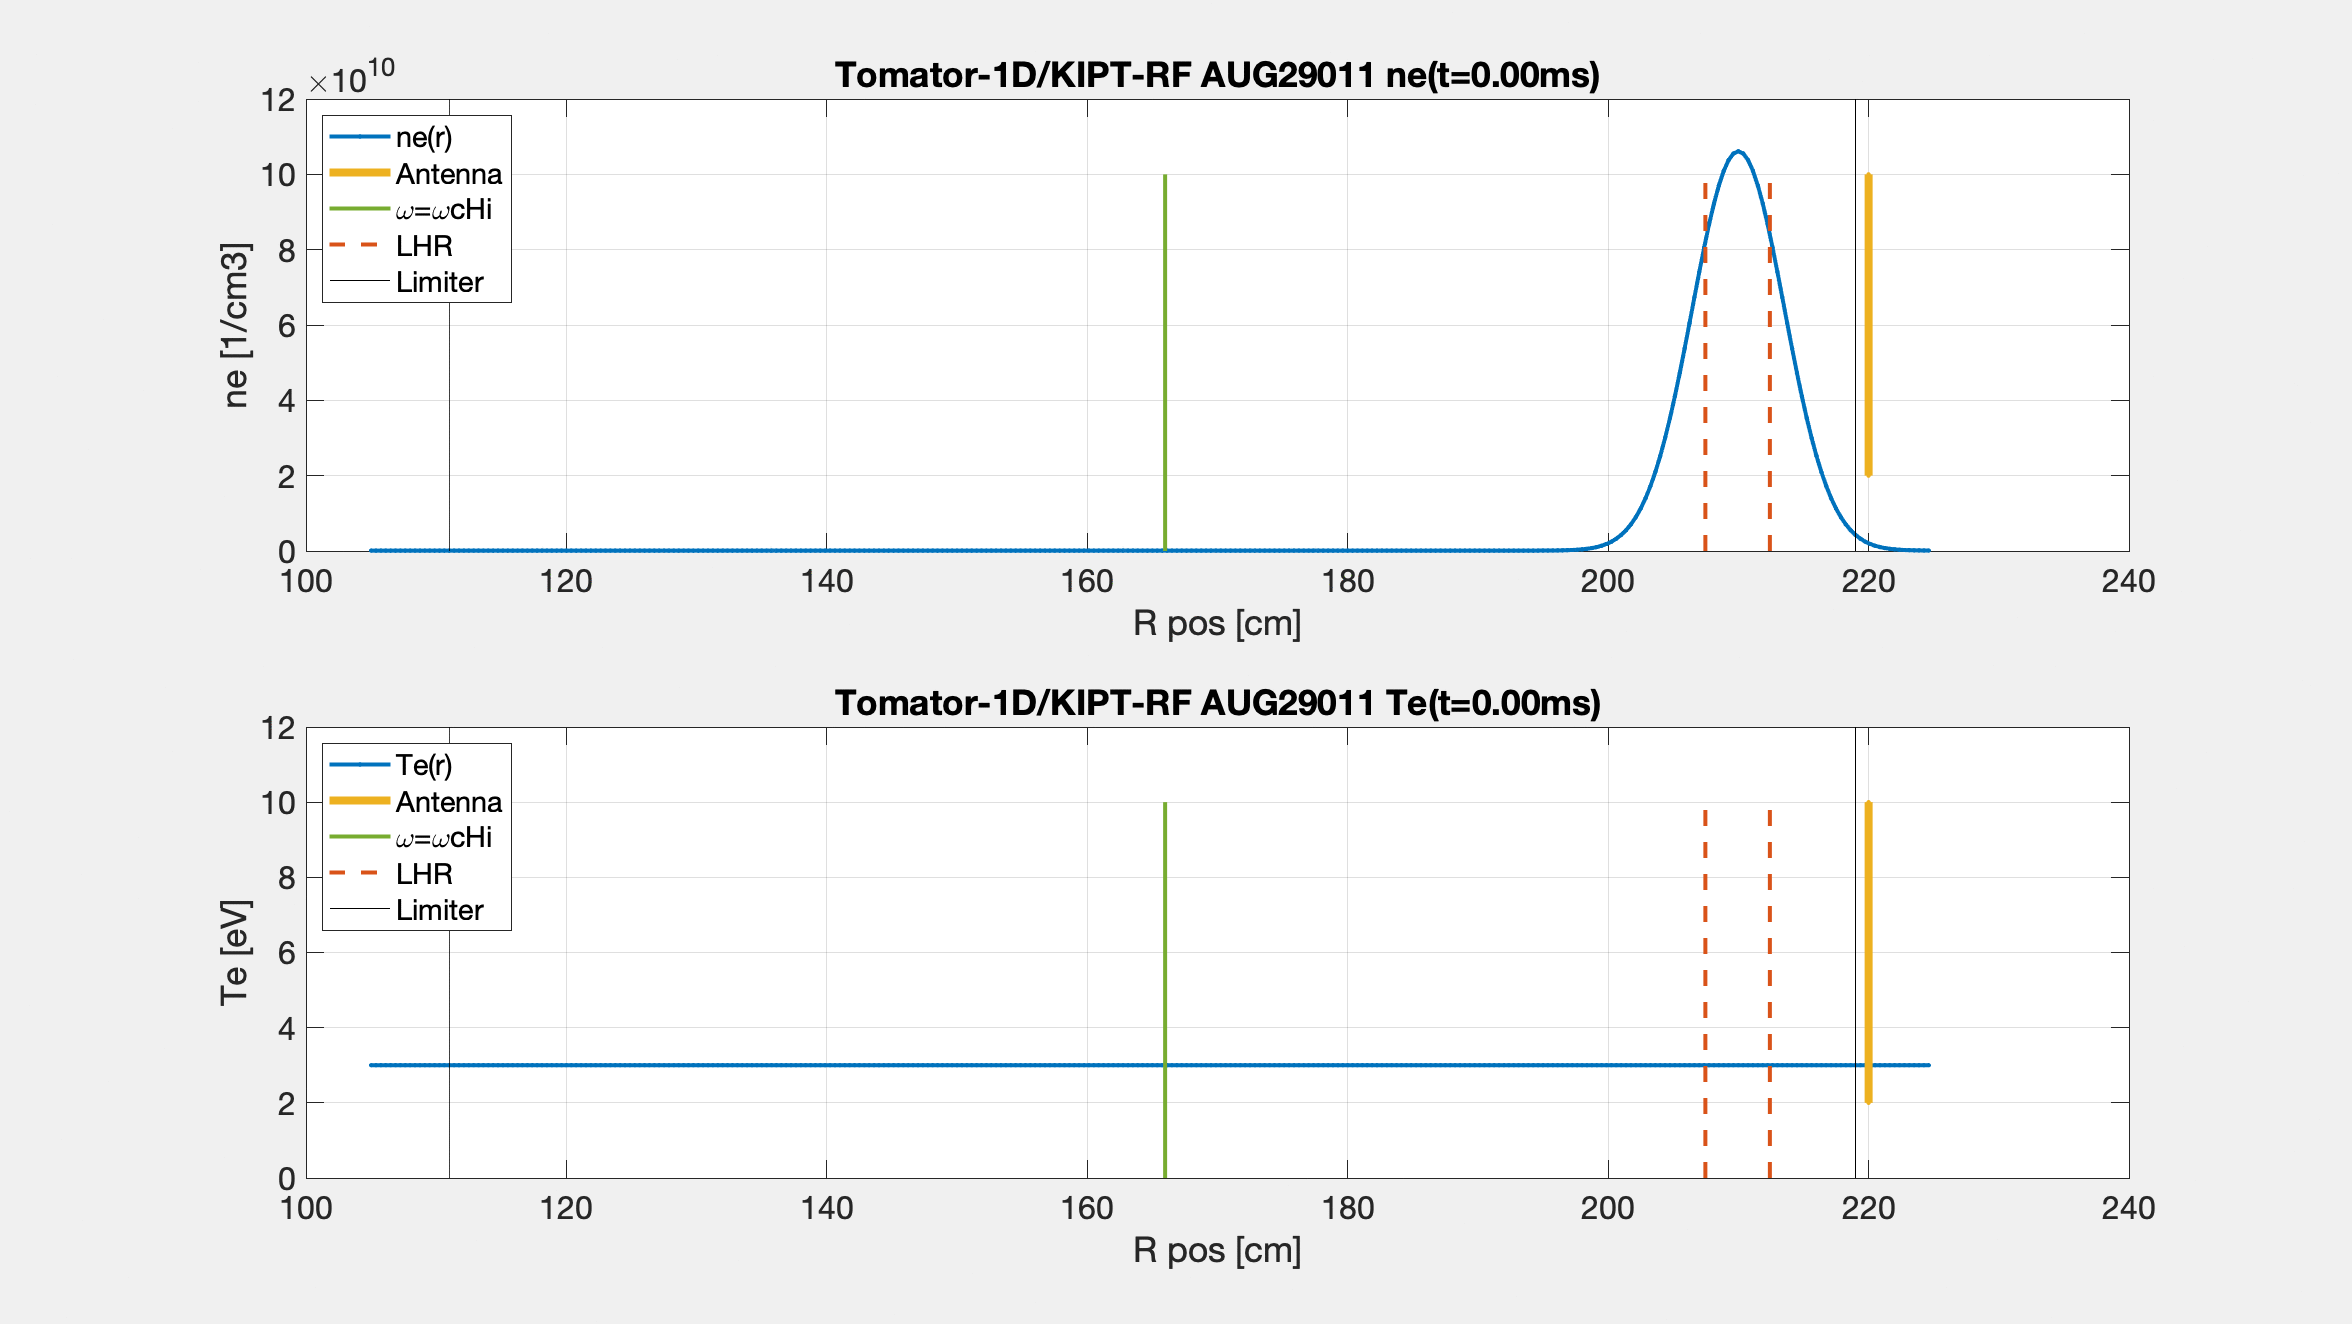 ×10^10
Tomator-1D/KIPT-RF AUG29011 ne(t=0.00ms)
12
10
8
6
4
2
0
ne [1/cm3]
ne(r)
Antenna
ω=ωcHi
LHR
Limiter
100 120 140 160 180 200 220 240
R pos [cm]
Tomator-1D/KIPT-RF AUG29011 Te(t=0.00ms)
12
10
8
6
4
2
0
Te [eV]
Te(r)
Antenna
ω=ωcHi
LHR
Limiter
100 120 140 160 180 200 220 240
R pos [cm]